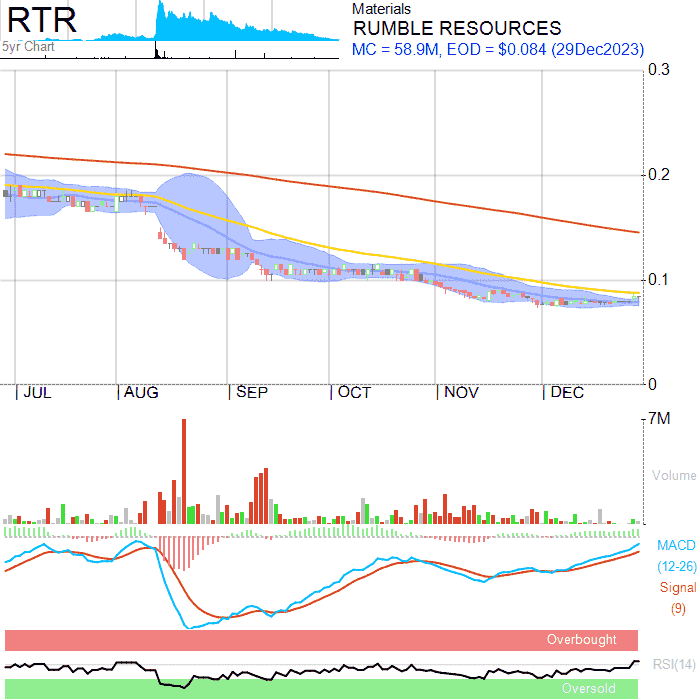 RTR
5yr Chart
Materials
RUMBLE RESOURCES
MC = 58.9M, EOD = $0.084 (29Dec2023)
0.3
0.2
0.1
0
JUL AUG SEP OCT NOV DEC
7M
Volume
MACD
(12-26)
Signal
(9)
Overbought
RSI(14)
Oversold